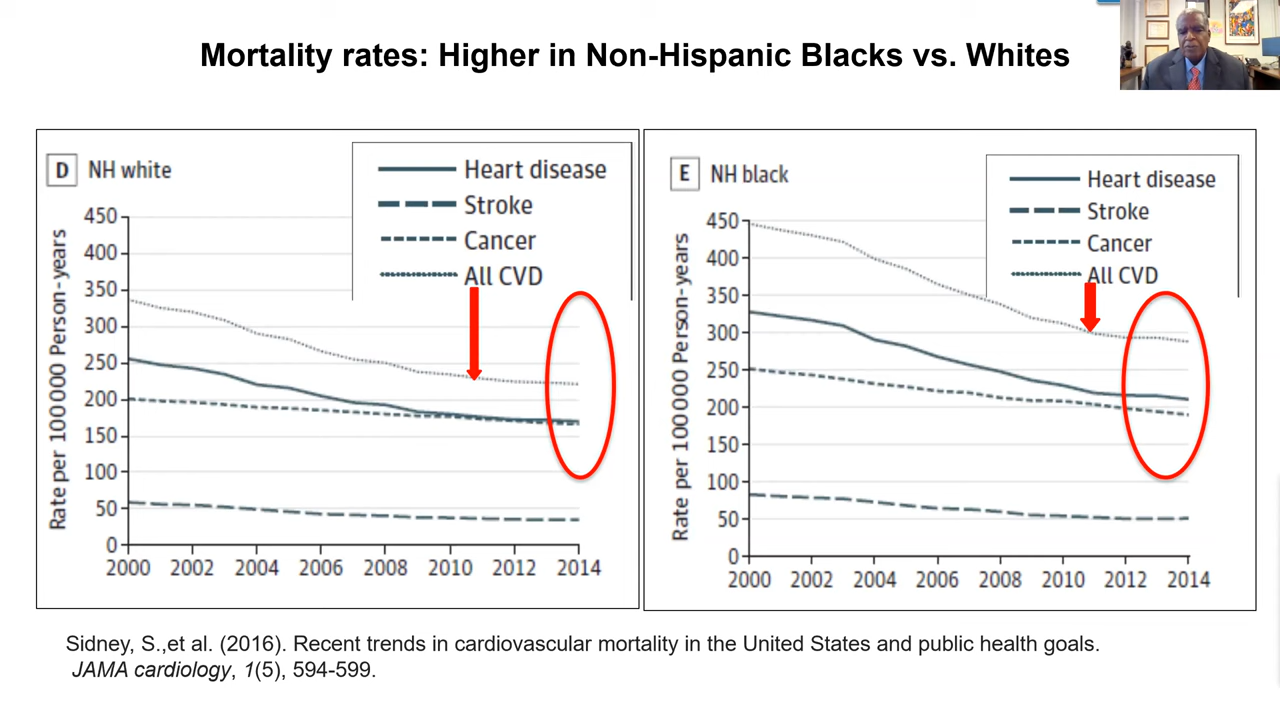 Mortality rates: Higher in Non-Hispanic Blacks vs. Whites
D NH white
Heart disease
Stroke
Cancer
All CVD
Rate per 100 000 Person-years
450
400
350
300
250
200
150
100
50
0
2000 2002 2004 2006 2008 2010 2012 2014
E NH black
Heart disease
Stroke
Cancer
All CVD
Rate per 100 000 Person-years
450
400
350
300
250
200
150
100
50
0
2000 2002 2004 2006 2008 2010 2012 2014
Sidney, S.,et al. (2016). Recent trends in cardiovascular mortality in the United States and public health goals.
JAMA cardiology, 1(5), 594-599.